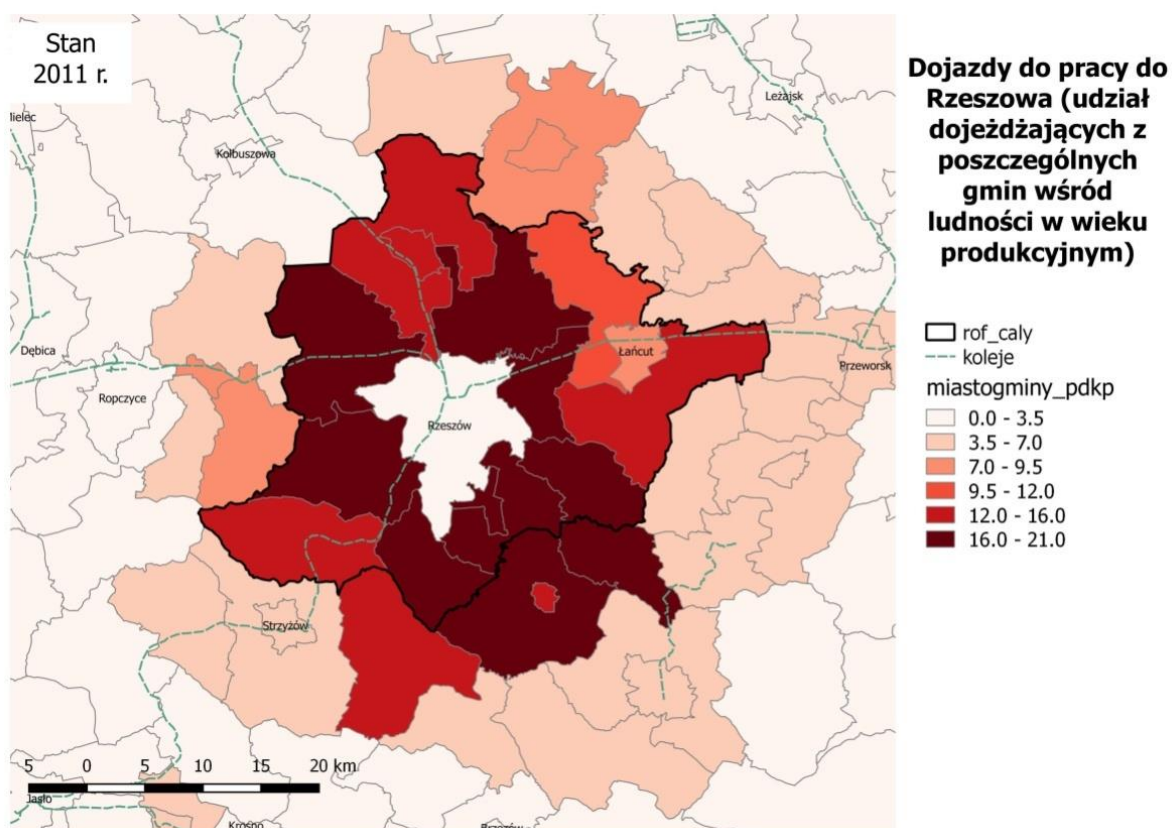 Stan
2011 r.
Dojazdy do pracy do
Rzeszowa (udział
dojeżdżających z
poszczególnych
gmin wśród
ludności w wieku
produkcyjnym)
Leżajsk
Mielec
Kolbuszowa
Dębica
Łańcut
Przeworsk
Ropczyce
Rzeszów
Strzyżów
rof_caly
koleje
miastogminy_pdkp
0.0 - 3.5
3.5 - 7.0
7.0 - 9.5
9.5 - 12.0
12.0 - 16.0
16.0 - 21.0
5 0 5 10 15 20 km
Jasło
Krosno
Brzozów